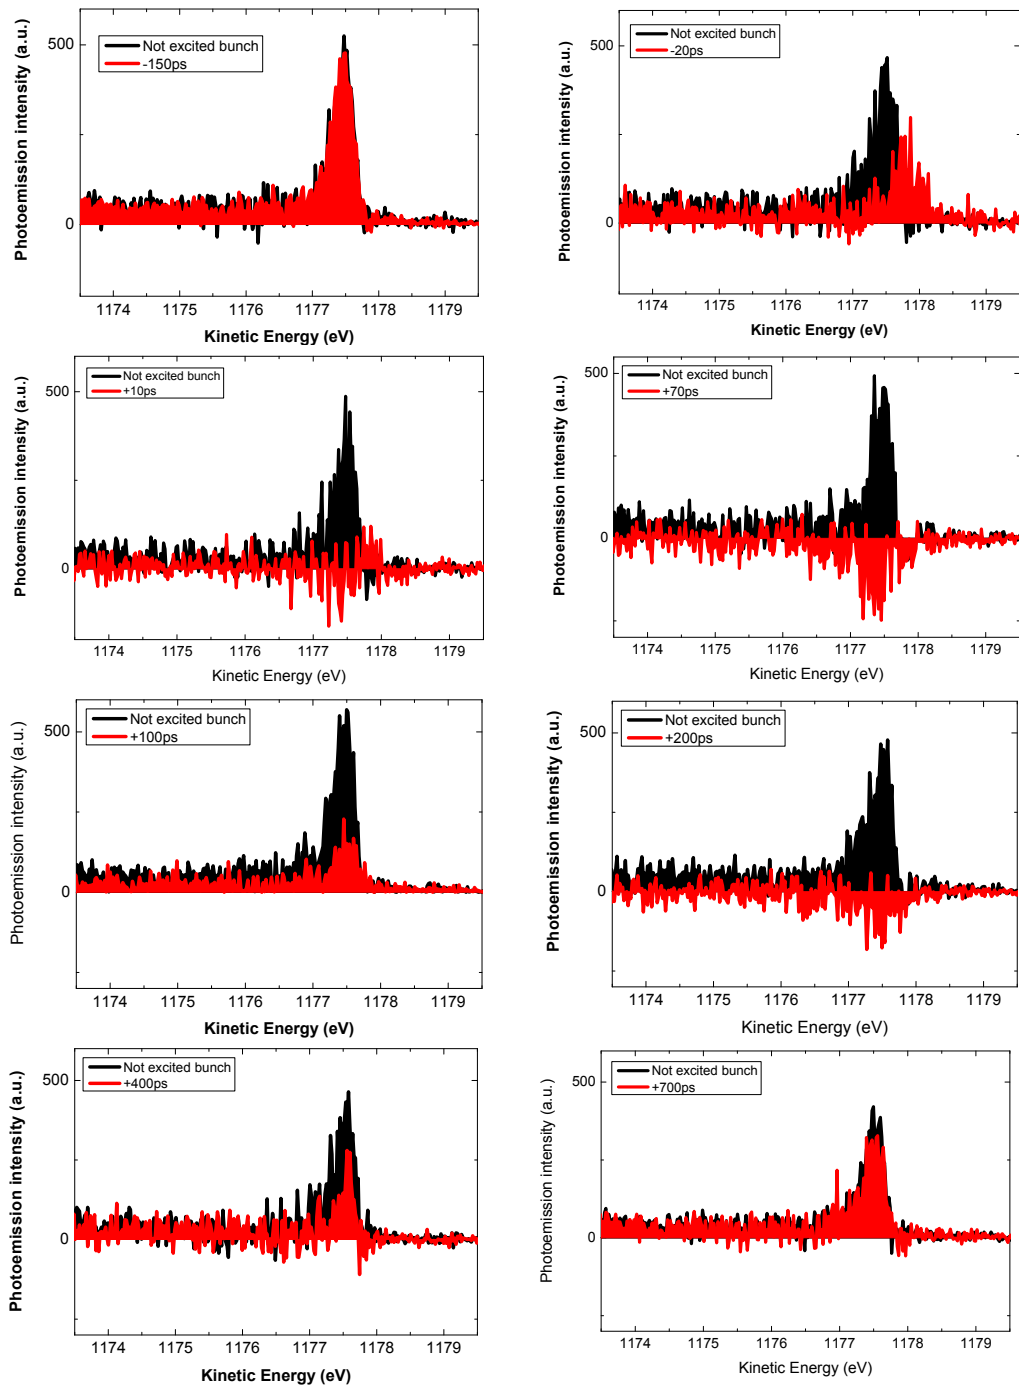 Photoemission intensity (a.u.)
500
0
Not excited bunch
-150ps
1174 1175 1176 1177 1178 1179
Kinetic Energy (eV)
Photoemission intensity (a.u.)
500
0
Not excited bunch
-20ps
1174 1175 1176 1177 1178 1179
Kinetic Energy (eV)
Photoemission intensity (a.u.)
500
0
Not excited bunch
+10ps
1174 1175 1176 1177 1178 1179
Kinetic Energy (eV)
Photoemission intensity (a.u.)
500
0
Not excited bunch
+70ps
1174 1175 1176 1177 1178 1179
Kinetic Energy (eV)
Photoemission intensity (a.u.)
500
0
Not excited bunch
+100ps
1174 1175 1176 1177 1178 1179
Kinetic Energy (eV)
Photoemission intensity (a.u.)
500
0
Not excited bunch
+200ps
1174 1175 1176 1177 1178 1179
Kinetic Energy (eV)
Photoemission intensity (a.u.)
500
0
Not excited bunch
+400ps
1174 1175 1176 1177 1178 1179
Kinetic Energy (eV)
Photoemission intensity (a.u.)
500
0
Not excited bunch
+700ps
1174 1175 1176 1177 1178 1179
Kinetic Energy (eV)